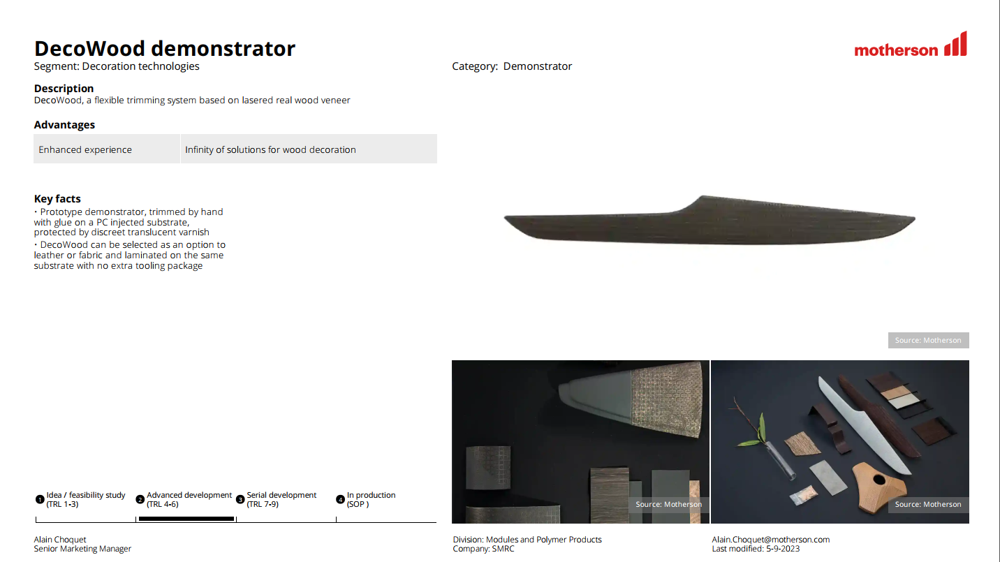 DecoWood demonstrator
motherson
Segment: Decoration technologies
Category: Demonstrator
Description
DecoWood, a flexible trimming system based on lasered real wood veneer
Advantages
Enhanced experience
Infinity of solutions for wood decoration
Key facts
· Prototype demonstrator, trimmed by hand
with glue on a PC injected substrate,
protected by discreet translucent varnish
· DecoWood can be selected as an option to
leather or fabric and laminated on the same
substrate with no extra tooling package
Source: Motherson
Source: Motherson
Source: Motherson
1 Idea / feasibility study
(TRL 1-3)
2 Advanced development
(TRL 4-6)
3 Serial development
(TRL 7-9)
4 In production
(SOP )
Alain Choquet
Senior Marketing Manager
Division: Modules and Polymer Products
Company: SMRC
Alain.Choquet@motherson.com
Last modified: 5-9-2023